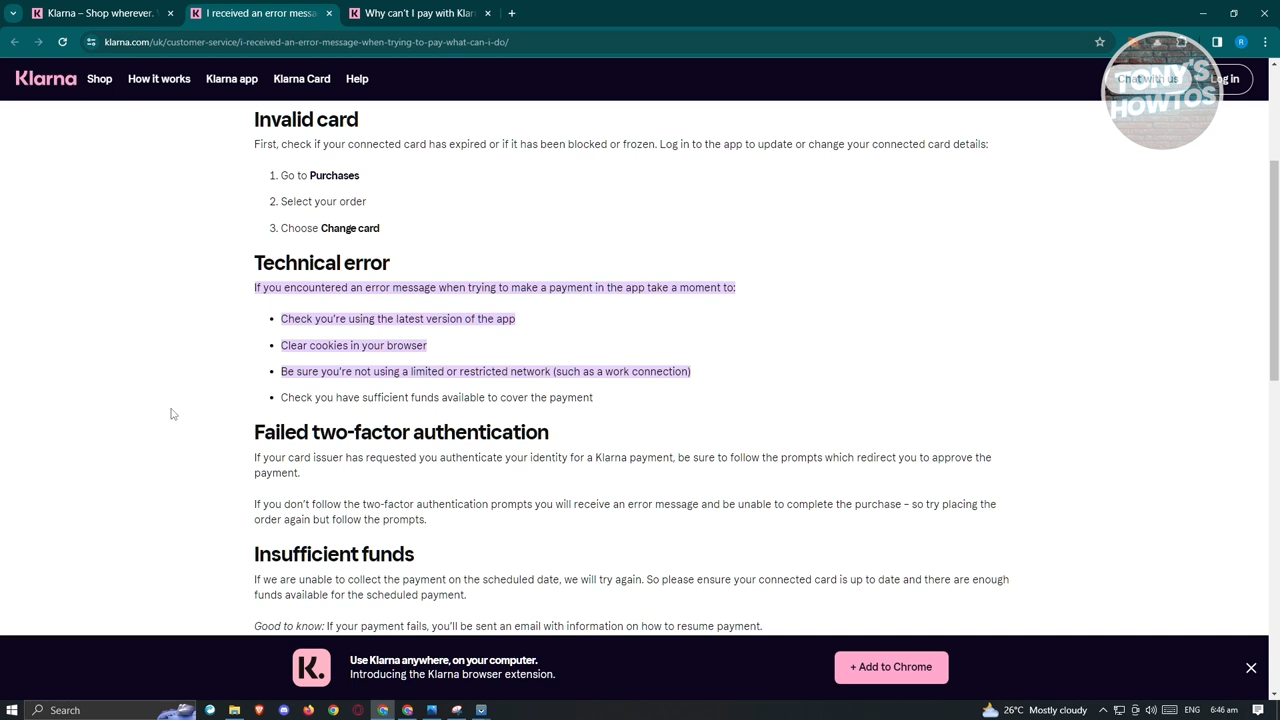 Klarna – Shop wherever. 
I received an error messa
Why can't I pay with Klar
klarna.com/uk/customer-service/i-received-an-error-message-when-trying-to-pay-what-can-i-do/
R
Klarna
Shop
How it works
Klarna app
Klarna Card
Help
Chat with us
Log in
TONY'S
HOWTOS
Invalid card
First, check if your connected card has expired or if it has been blocked or frozen. Log in to the app to update or change your connected card details:
1. Go to Purchases
2. Select your order
3. Choose Change card
Technical error
If you encountered an error message when trying to make a payment in the app take a moment to:
• Check you're using the latest version of the app
• Clear cookies in your browser
• Be sure you're not using a limited or restricted network (such as a work connection)
• Check you have sufficient funds available to cover the payment
Failed two-factor authentication
If your card issuer has requested you authenticate your identity for a Klarna payment, be sure to follow the prompts which redirect you to approve the
payment.
If you don't follow the two-factor authentication prompts you will receive an error message and be unable to complete the purchase – so try placing the
order again but follow the prompts.
Insufficient funds
If we are unable to collect the payment on the scheduled date, we will try again. So please ensure your connected card is up to date and there are enough
funds available for the scheduled payment.
Good to know: If your payment fails, you'll be sent an email with information on how to resume payment.
K.
Use Klarna anywhere, on your computer.
Introducing the Klarna browser extension.
+ Add to Chrome
Search
26°C Mostly cloudy
ENG
6:46 am